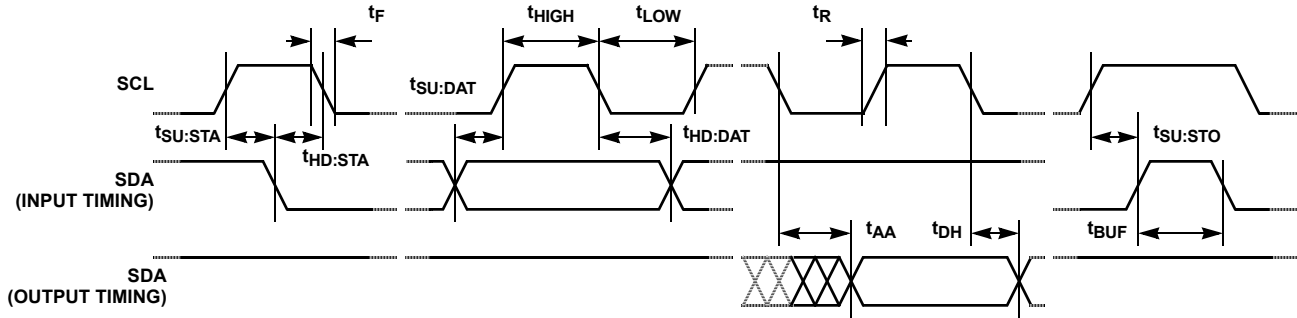 tF
tHIGH
tLOW
tR
SCL
tSU:DAT
tSU:STA
tHD:STA
tHD:DAT
tSU:STO
SDA
(INPUT TIMING)
tAA
tDH
tBUF
SDA
(OUTPUT TIMING)